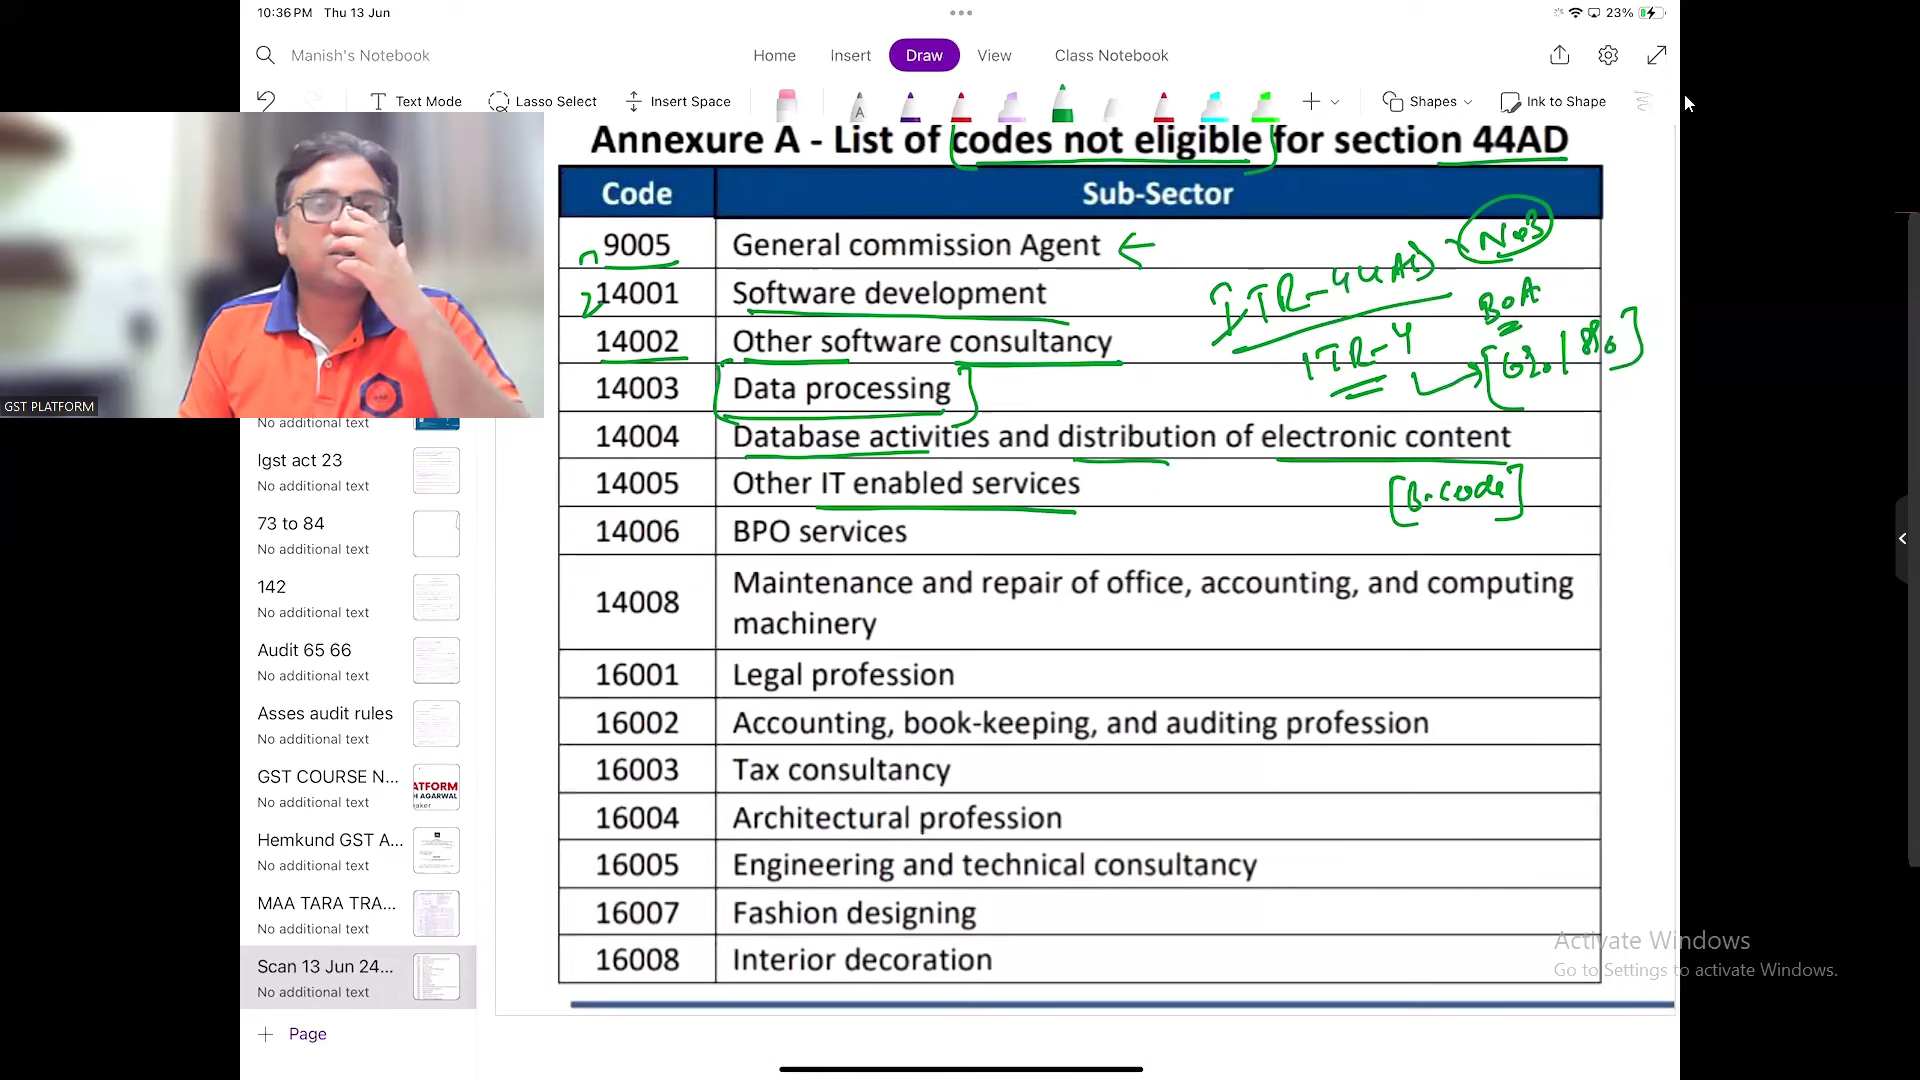 10:36 PM Thu 13 Jun
23%
Manish's Notebook
Home Insert Draw View Class Notebook
Text Mode Lasso Select Insert Space Shapes Ink to Shape
A
Annexure A - List of codes not eligible for section 44AD
Code Sub-Sector
9005 General commission Agent
14001 Software development
2
14002 Other software consultancy
14003 Data processing
14004 Database activities and distribution of electronic content
14005 Other IT enabled services
14006 BPO services
14008 Maintenance and repair of office, accounting, and computing
machinery
16001 Legal profession
16002 Accounting, book-keeping, and auditing profession
16003 Tax consultancy
16004 Architectural profession
16005 Engineering and technical consultancy
16007 Fashion designing
16008 Interior decoration
ITR-4 44AD
NOB
BOA
ITR-4
[6% | 8%]
[B.Code]
GST PLATFORM
No additional text
Igst act 23
No additional text
73 to 84
No additional text
142
No additional text
Audit 65 66
No additional text
Asses audit rules
No additional text
GST COURSE N...
No additional text
ATFORM
H AGARWAL
Hemkund GST A...
No additional text
MAA TARA TRA...
No additional text
Scan 13 Jun 24...
No additional text
Page
Activate Windows
Go to Settings to activate Windows.